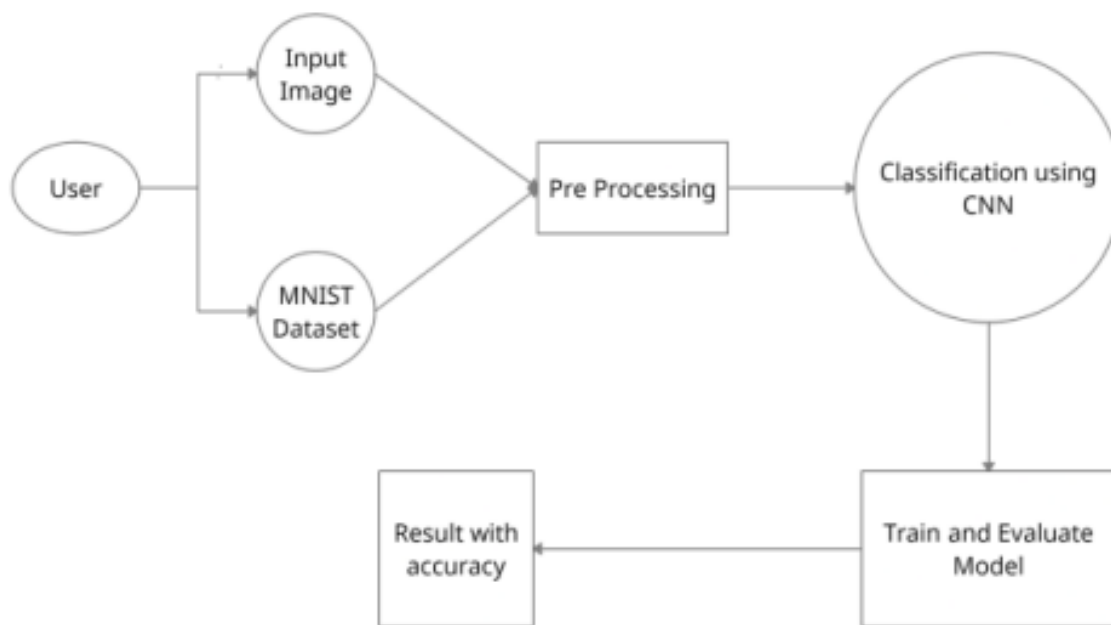 Input
Image
User
MNIST
Dataset
Pre Processing
Classification using
CNN
Train and Evaluate
Model
Result with
accuracy